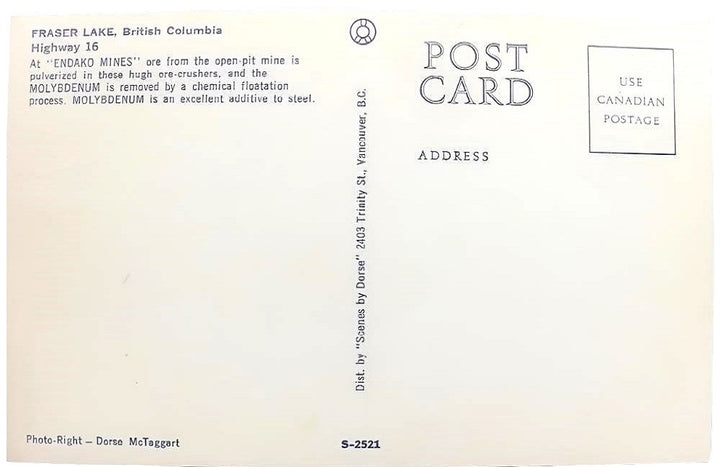 FRASER LAKE, British Columbia
Highway 16
At "ENDAKO MINES" ore from the open-pit mine is
pulverized in these hugh ore-crushers, and the
MOLYBDENUM is removed by a chemical floatation
process. MOLYBDENUM is an excellent additive to steel.
Photo-Right — Dorse McTaggart
Dist. by "Scenes by Dorse" 2403 Trinity St., Vancouver, B.C.
S-2521
POST
CARD
ADDRESS
USE
CANADIAN
POSTAGE